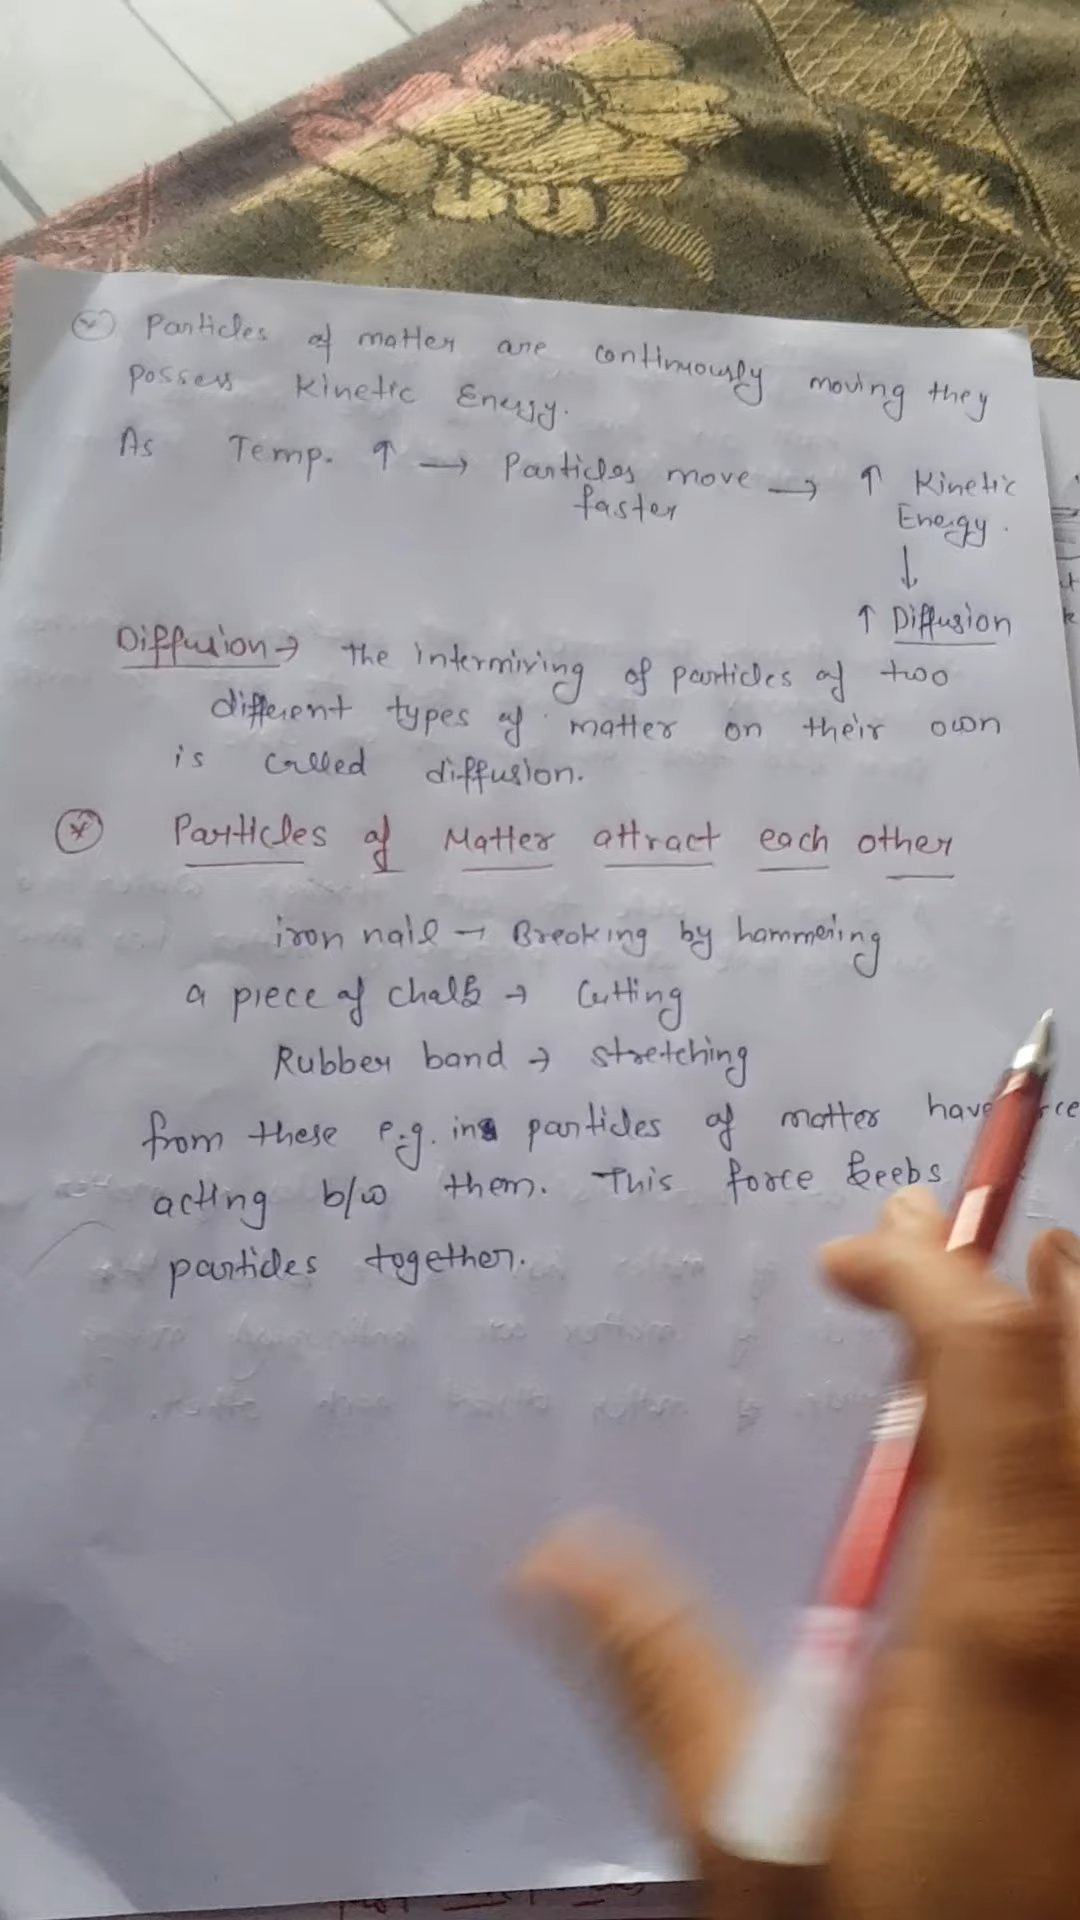 * Particles of matter are continuously moving they
possess Kinetic Energy.
As Temp. ↑ → Particles move → ↑ Kinetic
faster Energy.
↓
↑ Diffusion
Diffusion → the intermixing of particles of two
different types of matter on their own
is called diffusion.
* Particles of Matter attract each other
iron nail → Breaking by hammering
a piece of chalk → Cutting
Rubber band → stretching
from these e.g. in particles of matter have
acting b/w them. This force keebs
particles together.